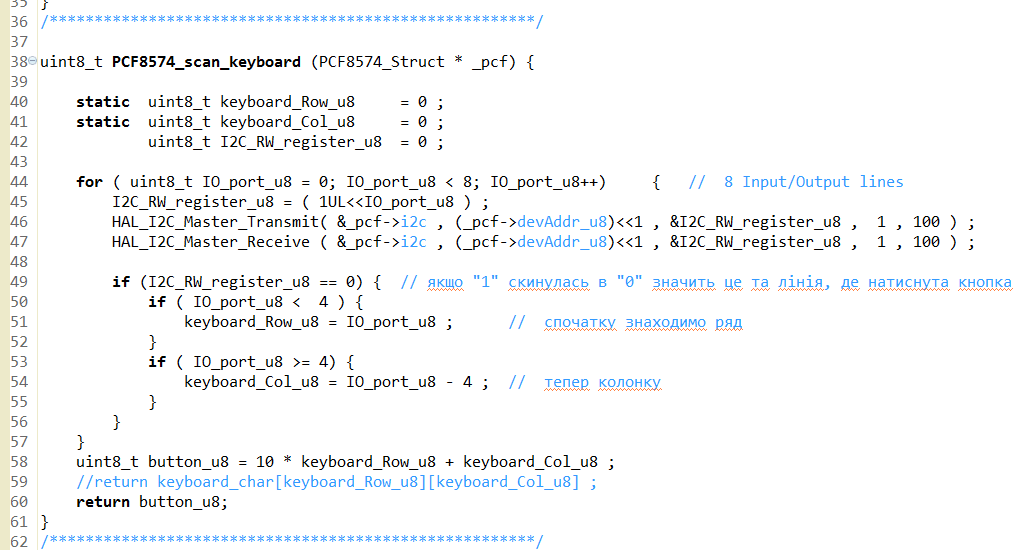 35 }
36 /******************************************************/
37
38 uint8_t PCF8574_scan_keyboard (PCF8574_Struct * _pcf) {
39
40     static  uint8_t keyboard_Row_u8     = 0 ;
41     static  uint8_t keyboard_Col_u8     = 0 ;
42             uint8_t I2C_RW_register_u8  = 0 ;
43
44     for ( uint8_t IO_port_u8 = 0; IO_port_u8 < 8; IO_port_u8++)     {   //  8 Input/Output lines
45         I2C_RW_register_u8 = ( 1UL<<IO_port_u8 ) ;
46         HAL_I2C_Master_Transmit( &_pcf->i2c , (_pcf->devAddr_u8)<<1 , &I2C_RW_register_u8 ,  1 , 100 ) ;
47         HAL_I2C_Master_Receive ( &_pcf->i2c , (_pcf->devAddr_u8)<<1 , &I2C_RW_register_u8 ,  1 , 100 ) ;
48
49         if (I2C_RW_register_u8 == 0) {  // якшо "1" скинулась в "0" значить це та лінія, де натиснута кнопка
50             if ( IO_port_u8 <  4 ) {
51                 keyboard_Row_u8 = IO_port_u8 ;      //  спочатку знаходимо ряд
52             }
53             if ( IO_port_u8 >= 4) {
54                 keyboard_Col_u8 = IO_port_u8 - 4 ;  //  тепер колонку
55             }
56         }
57     }
58     uint8_t button_u8 = 10 * keyboard_Row_u8 + keyboard_Col_u8 ;
59     //return keyboard_char[keyboard_Row_u8][keyboard_Col_u8] ;
60     return button_u8;
61 }
62 /******************************************************/